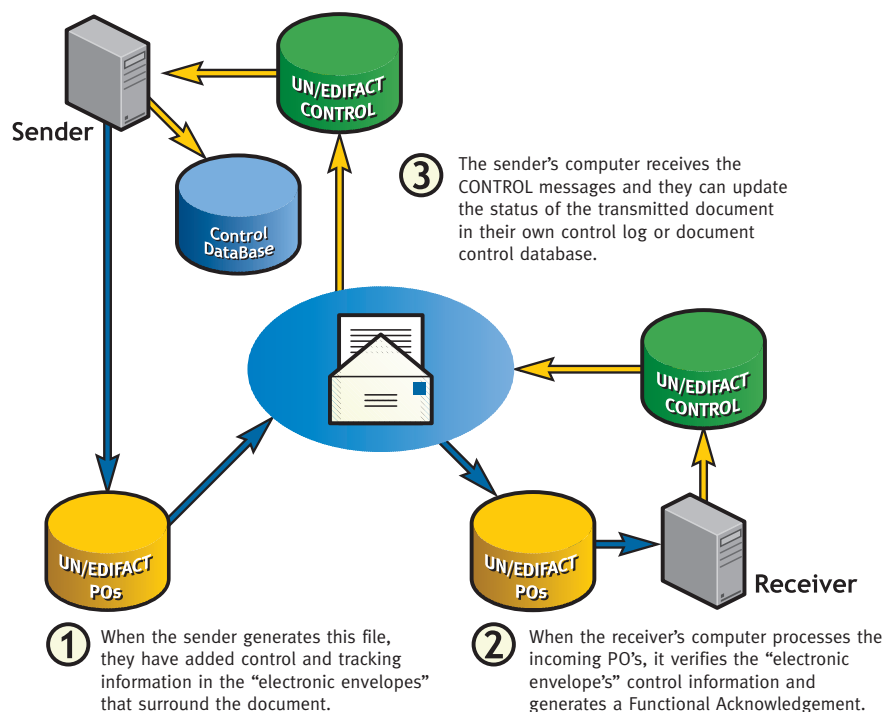 UN/EDIFACT
CONTROL
Sender
Control
DataBase
3
The sender’s computer receives the
CONTROL messages and they can update
the status of the transmitted document
in their own control log or document
control database.
UN/EDIFACT
CONTROL
UN/EDIFACT
POs
UN/EDIFACT
POs
Receiver
1
When the sender generates this file,
they have added control and tracking
information in the “electronic envelopes”
that surround the document.
2
When the receiver’s computer processes the
incoming PO’s, it verifies the “electronic
envelope’s” control information and
generates a Functional Acknowledgement.